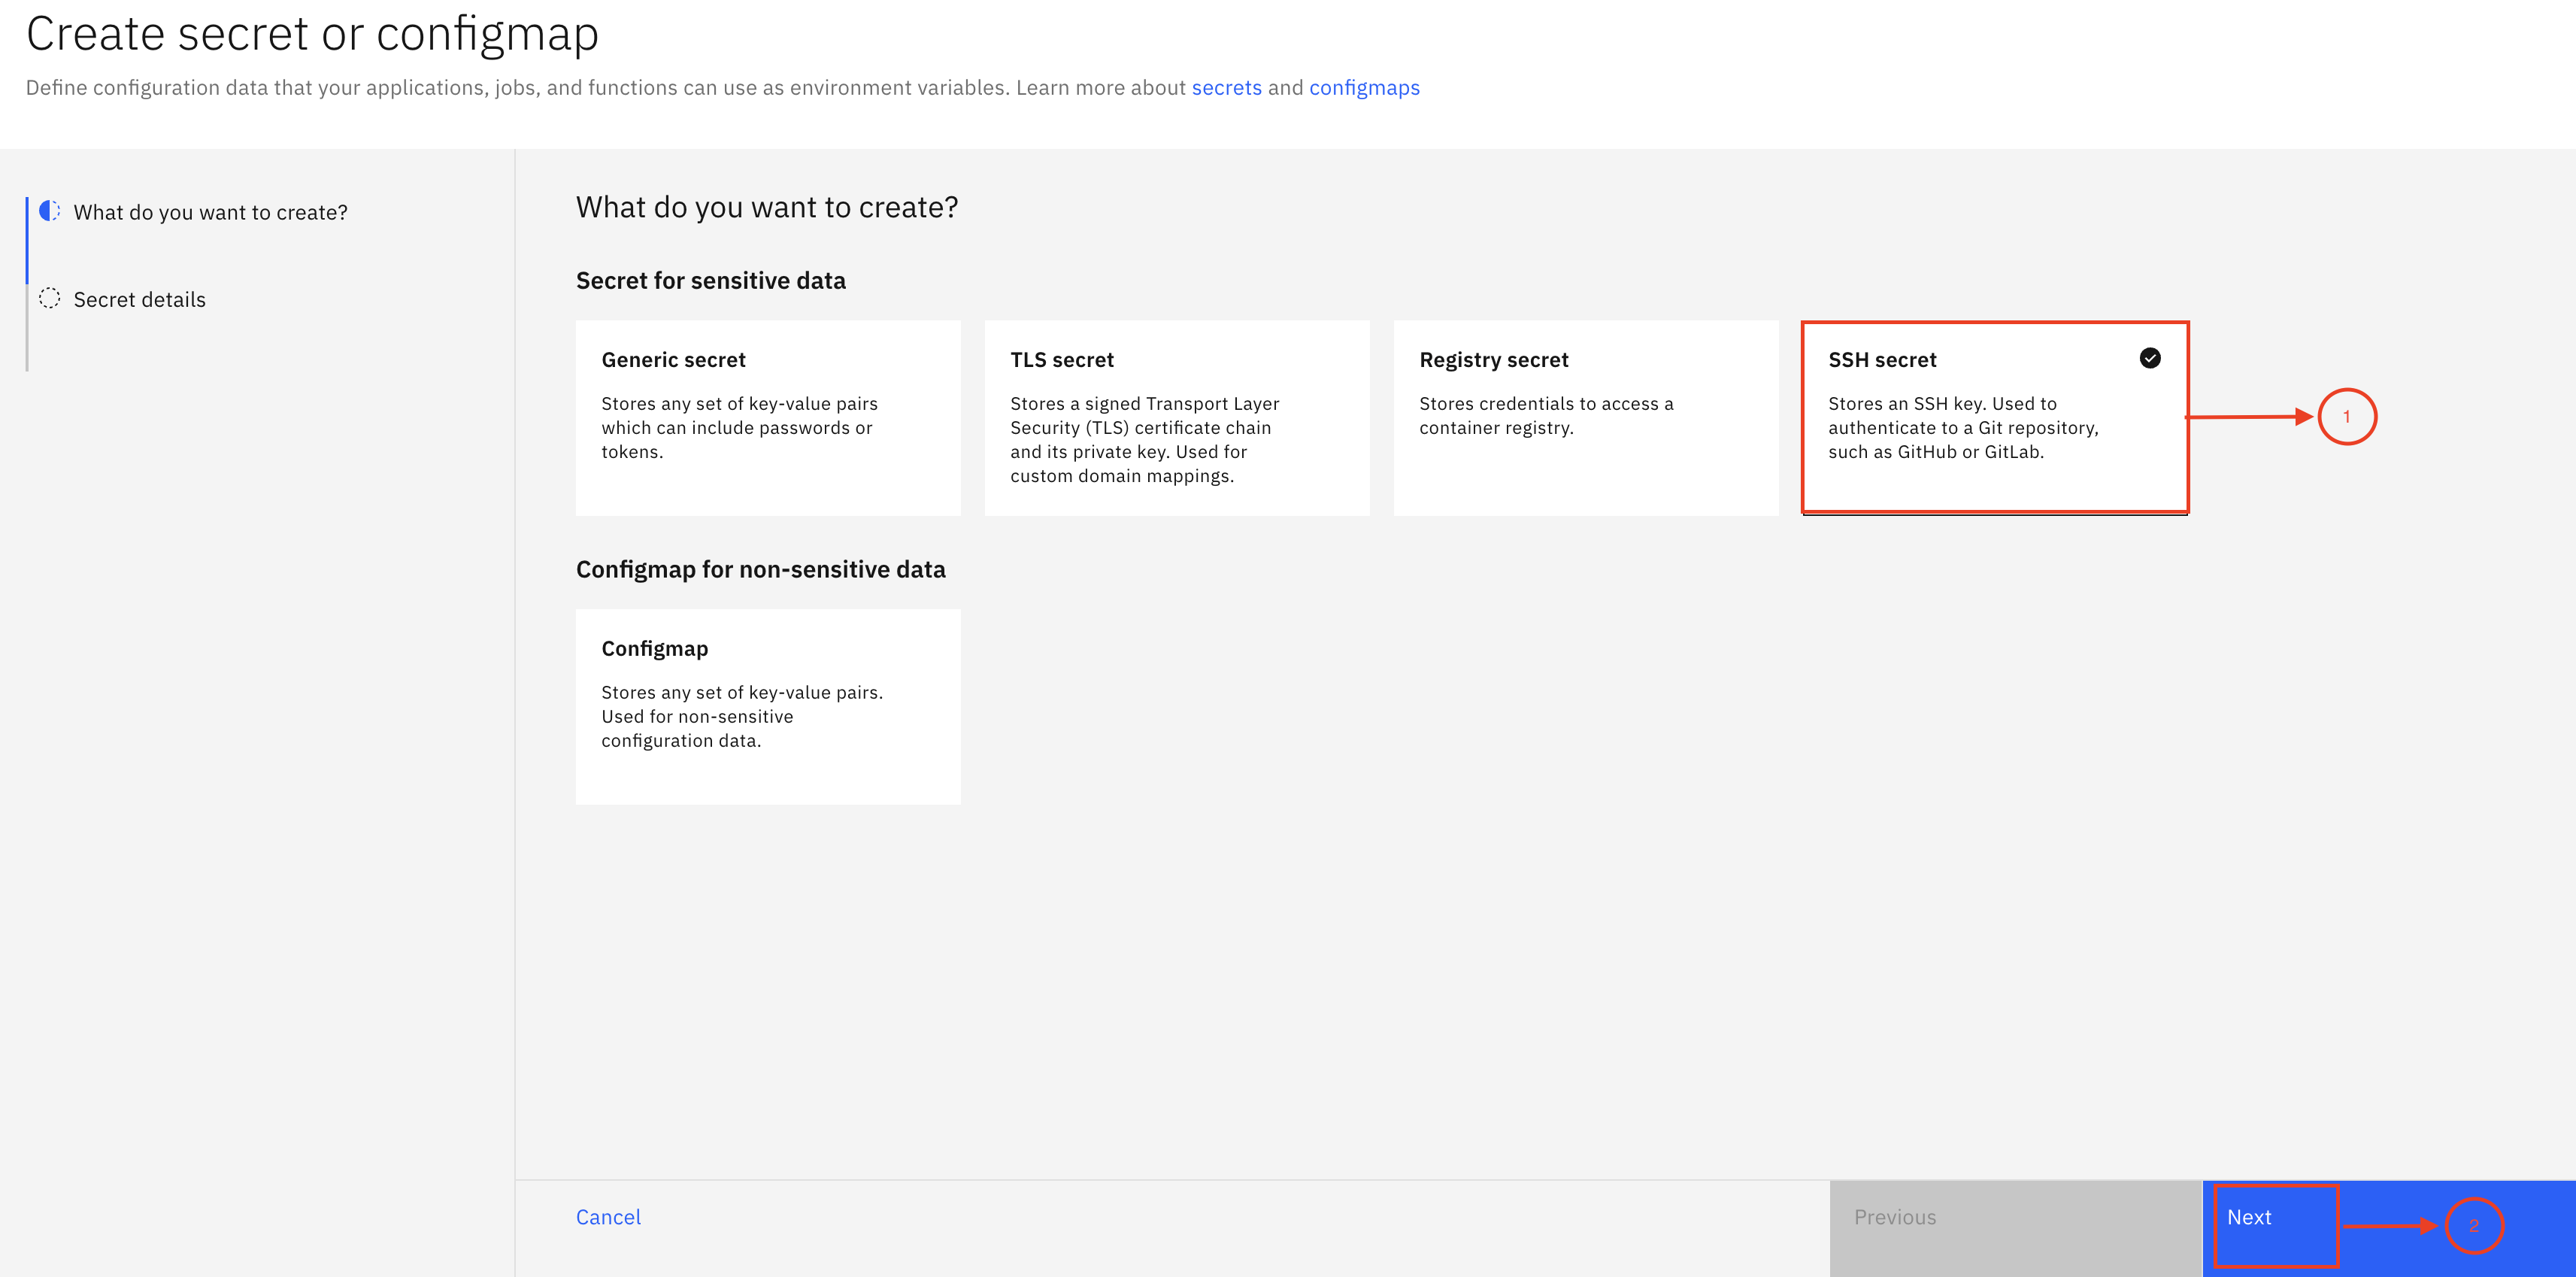 Create secret or configmap
Define configuration data that your applications, jobs, and functions can use as environment variables. Learn more about secrets and configmaps
What do you want to create?
Secret details
What do you want to create?
Secret for sensitive data
Generic secret
Stores any set of key-value pairs
which can include passwords or
tokens.
TLS secret
Stores a signed Transport Layer
Security (TLS) certificate chain
and its private key. Used for
custom domain mappings.
Registry secret
Stores credentials to access a
container registry.
SSH secret
Stores an SSH key. Used to
authenticate to a Git repository,
such as GitHub or GitLab.
1
Configmap for non-sensitive data
Configmap
Stores any set of key-value pairs.
Used for non-sensitive
configuration data.
Cancel
Previous
Next
2